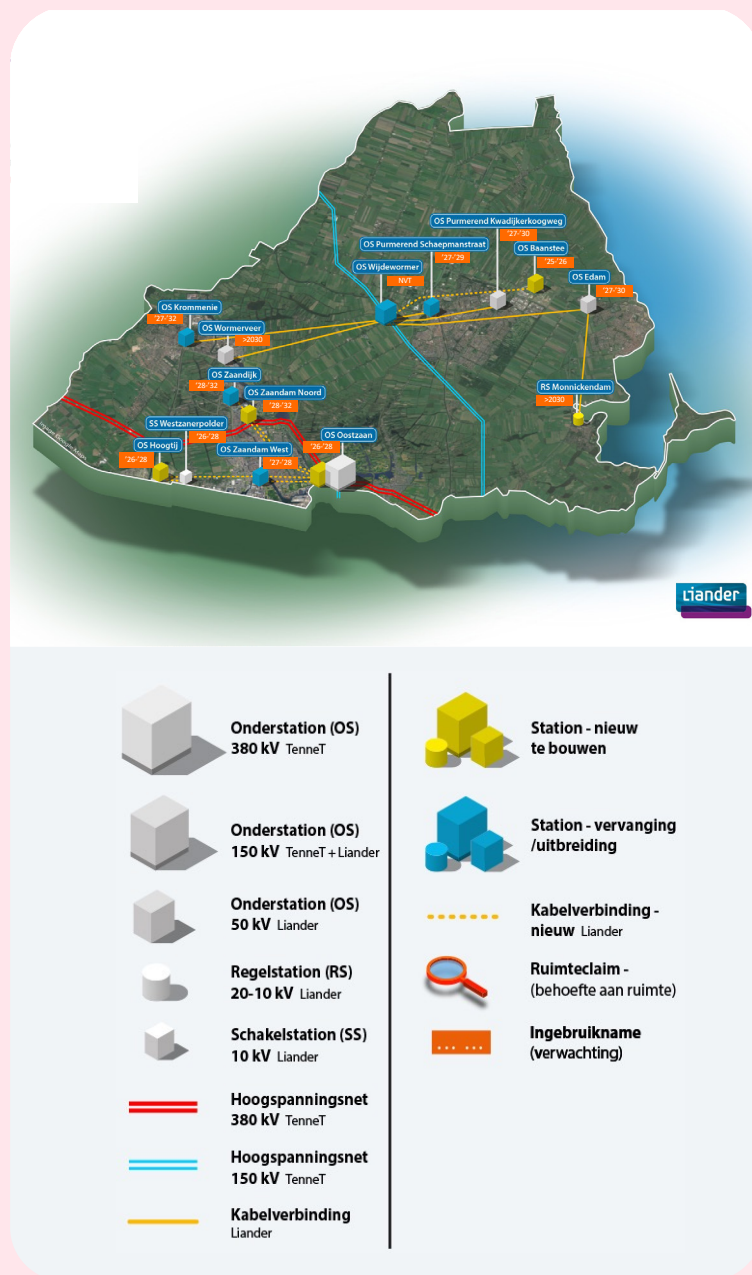 OS Purmerend Kwadijkerkoogweg
'27-'30
OS Purmerend Schaepmanstraat
'27-'29
OS Baanstee
'25-'26
OS Wijdewormer
NVT
OS Edam
'27-'30
OS Krommenie
'27-'32
OS Wormerveer
>2030
OS Zaandijk
'28-'32
OS Zaandam Noord
'28-'32
RS Monnickendam
>2030
SS Westzanerpolder
'26-'28
OS Hoogtij
'26-'28
OS Zaandam West
'27-'28
OS Oostzaan
'26-'28
Liander
Onderstation (OS)
380 kV TenneT
Onderstation (OS)
150 kV TenneT + Liander
Onderstation (OS)
50 kV Liander
Regelstation (RS)
20-10 kV Liander
Schakelstation (SS)
10 kV Liander
Hoogspanningsnet
380 kV TenneT
Hoogspanningsnet
150 kV TenneT
Kabelverbinding
Liander
Station - nieuw
te bouwen
Station - vervanging
/uitbreiding
Kabelverbinding -
nieuw Liander
Ruimteclaim -
(behoefte aan ruimte)
... ...
Ingebruikname
(verwachting)